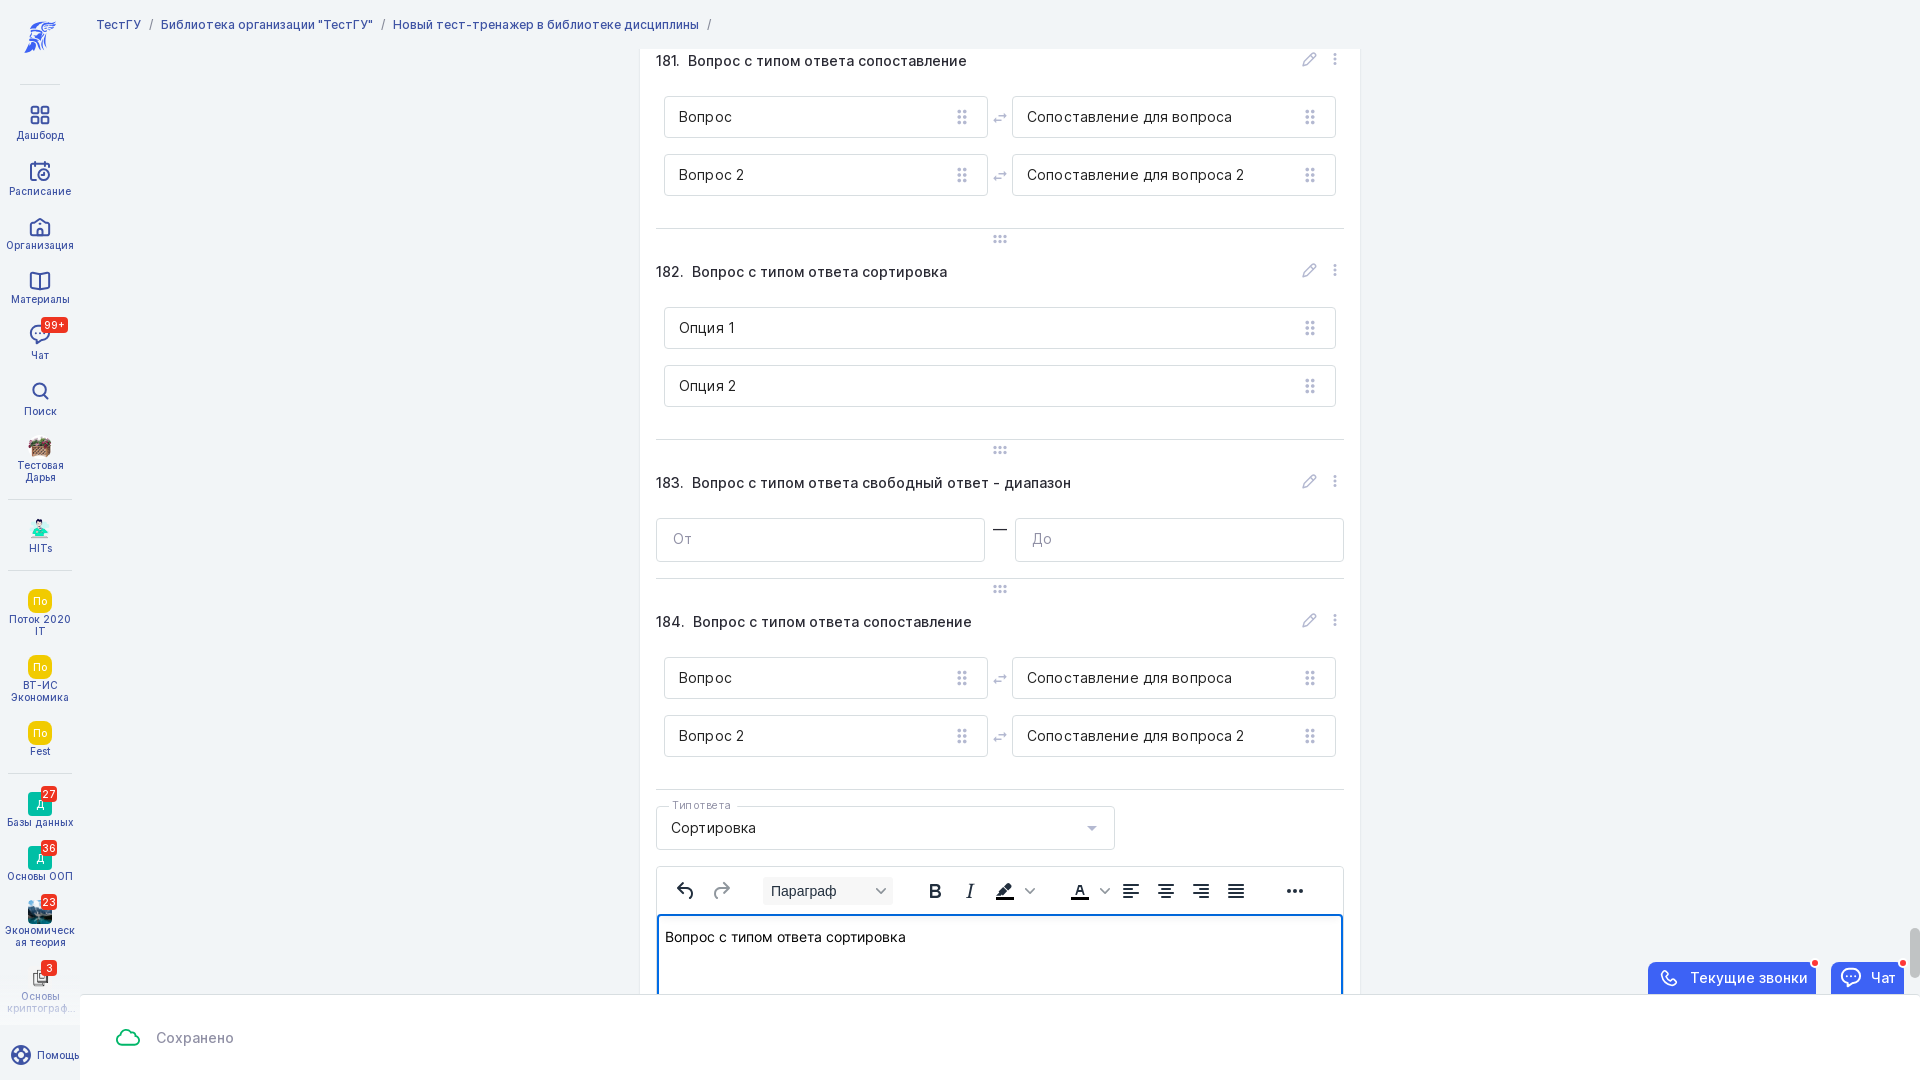 ТестГУ / Библиотека организации "ТестГУ" / Новый тест-тренажер в библиотеке дисциплины /
Дашборд
Расписание
Организация
Материалы
99+
Чат
Поиск
Тестовая
Дарья
HITs
По
Поток 2020
IT
По
ВТ-ИС
Экономика
По
Fest
27
Д
Базы данных
36
Д
Основы ООП
23
Экономическ
ая теория
3
Основы
криптограф...
Помощь
181. Вопрос с типом ответа сопоставление
Вопрос
Сопоставление для вопроса
Вопрос 2
Сопоставление для вопроса 2
182. Вопрос с типом ответа сортировка
Опция 1
Опция 2
183. Вопрос с типом ответа свободный ответ - диапазон
От — До
184. Вопрос с типом ответа сопоставление
Вопрос
Сопоставление для вопроса
Вопрос 2
Сопоставление для вопроса 2
Тип ответа
Сортировка
Параграф
Вопрос с типом ответа сортировка
Текущие звонки
Чат
Сохранено